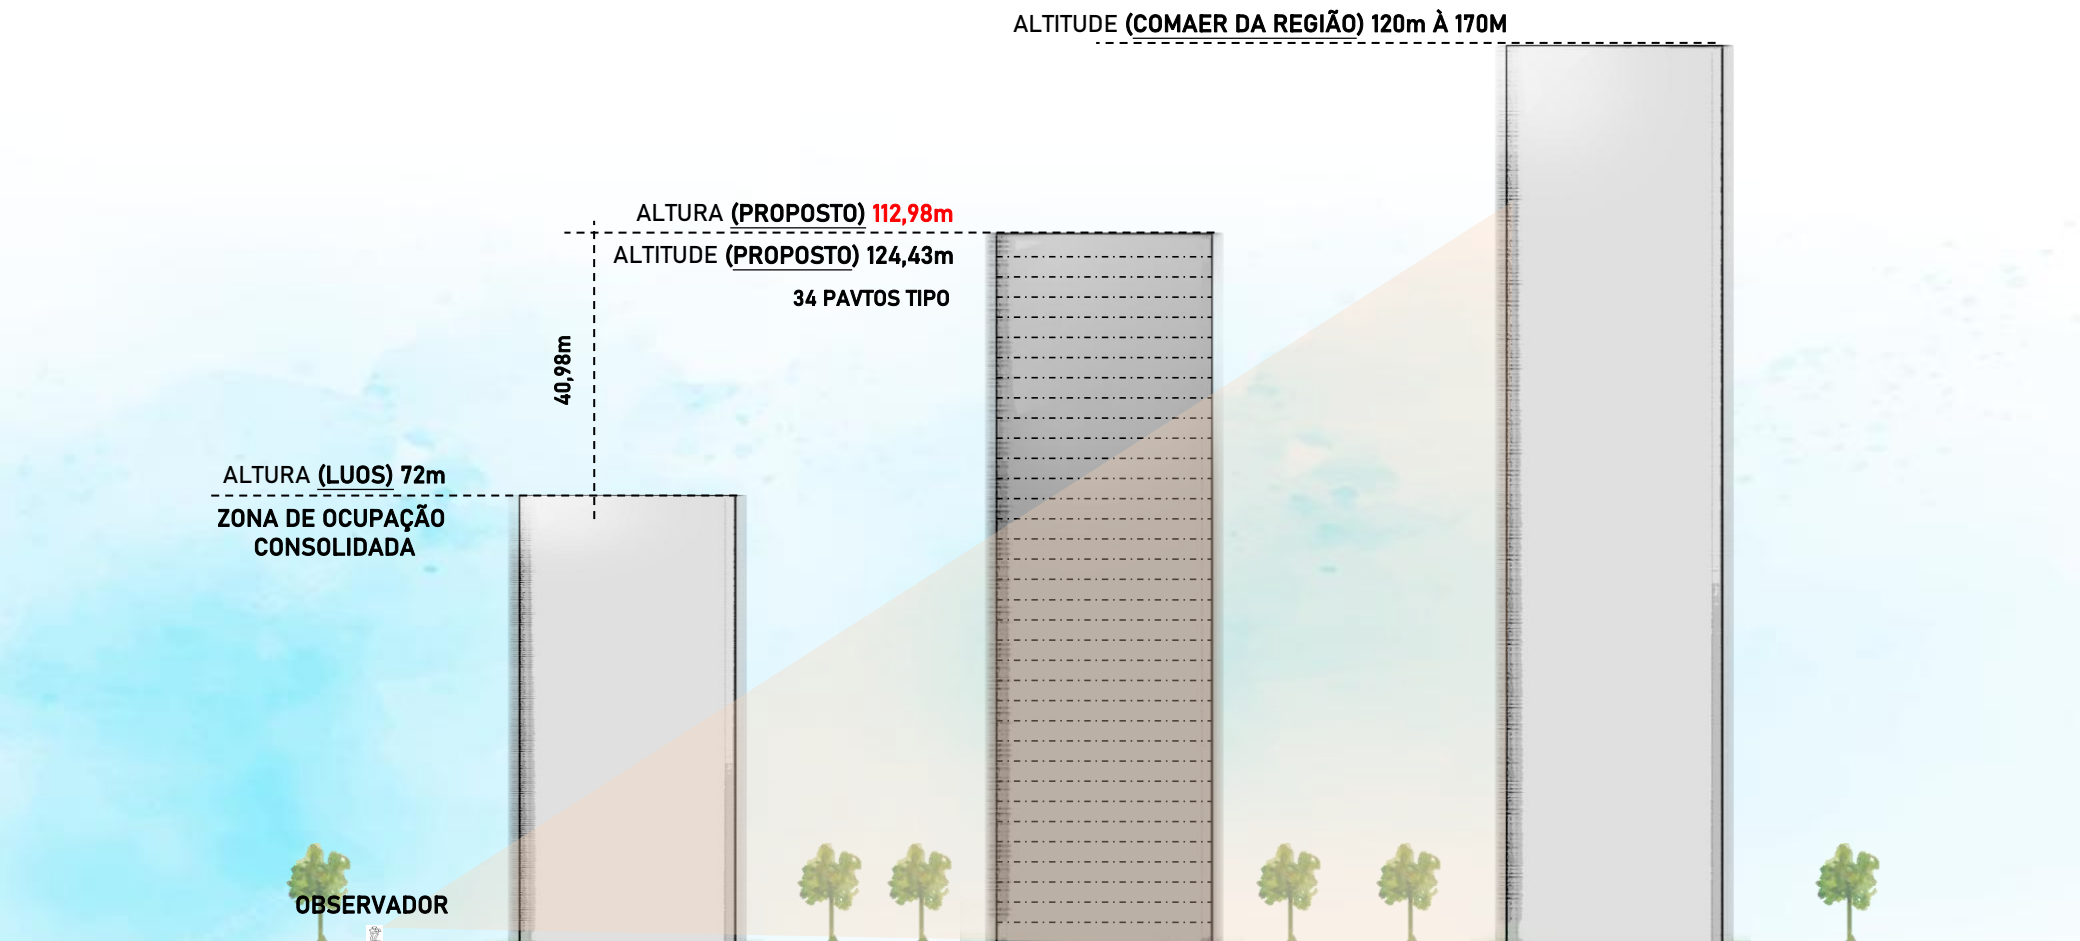 ALTITUDE (COMAER DA REGIÃO) 120m À 170M
ALTURA (PROPOSTO) 112,98m
ALTITUDE (PROPOSTO) 124,43m
34 PAVTOS TIPO
40,98m
ALTURA (LUOS) 72m
ZONA DE OCUPAÇÃO
CONSOLIDADA
OBSERVADOR